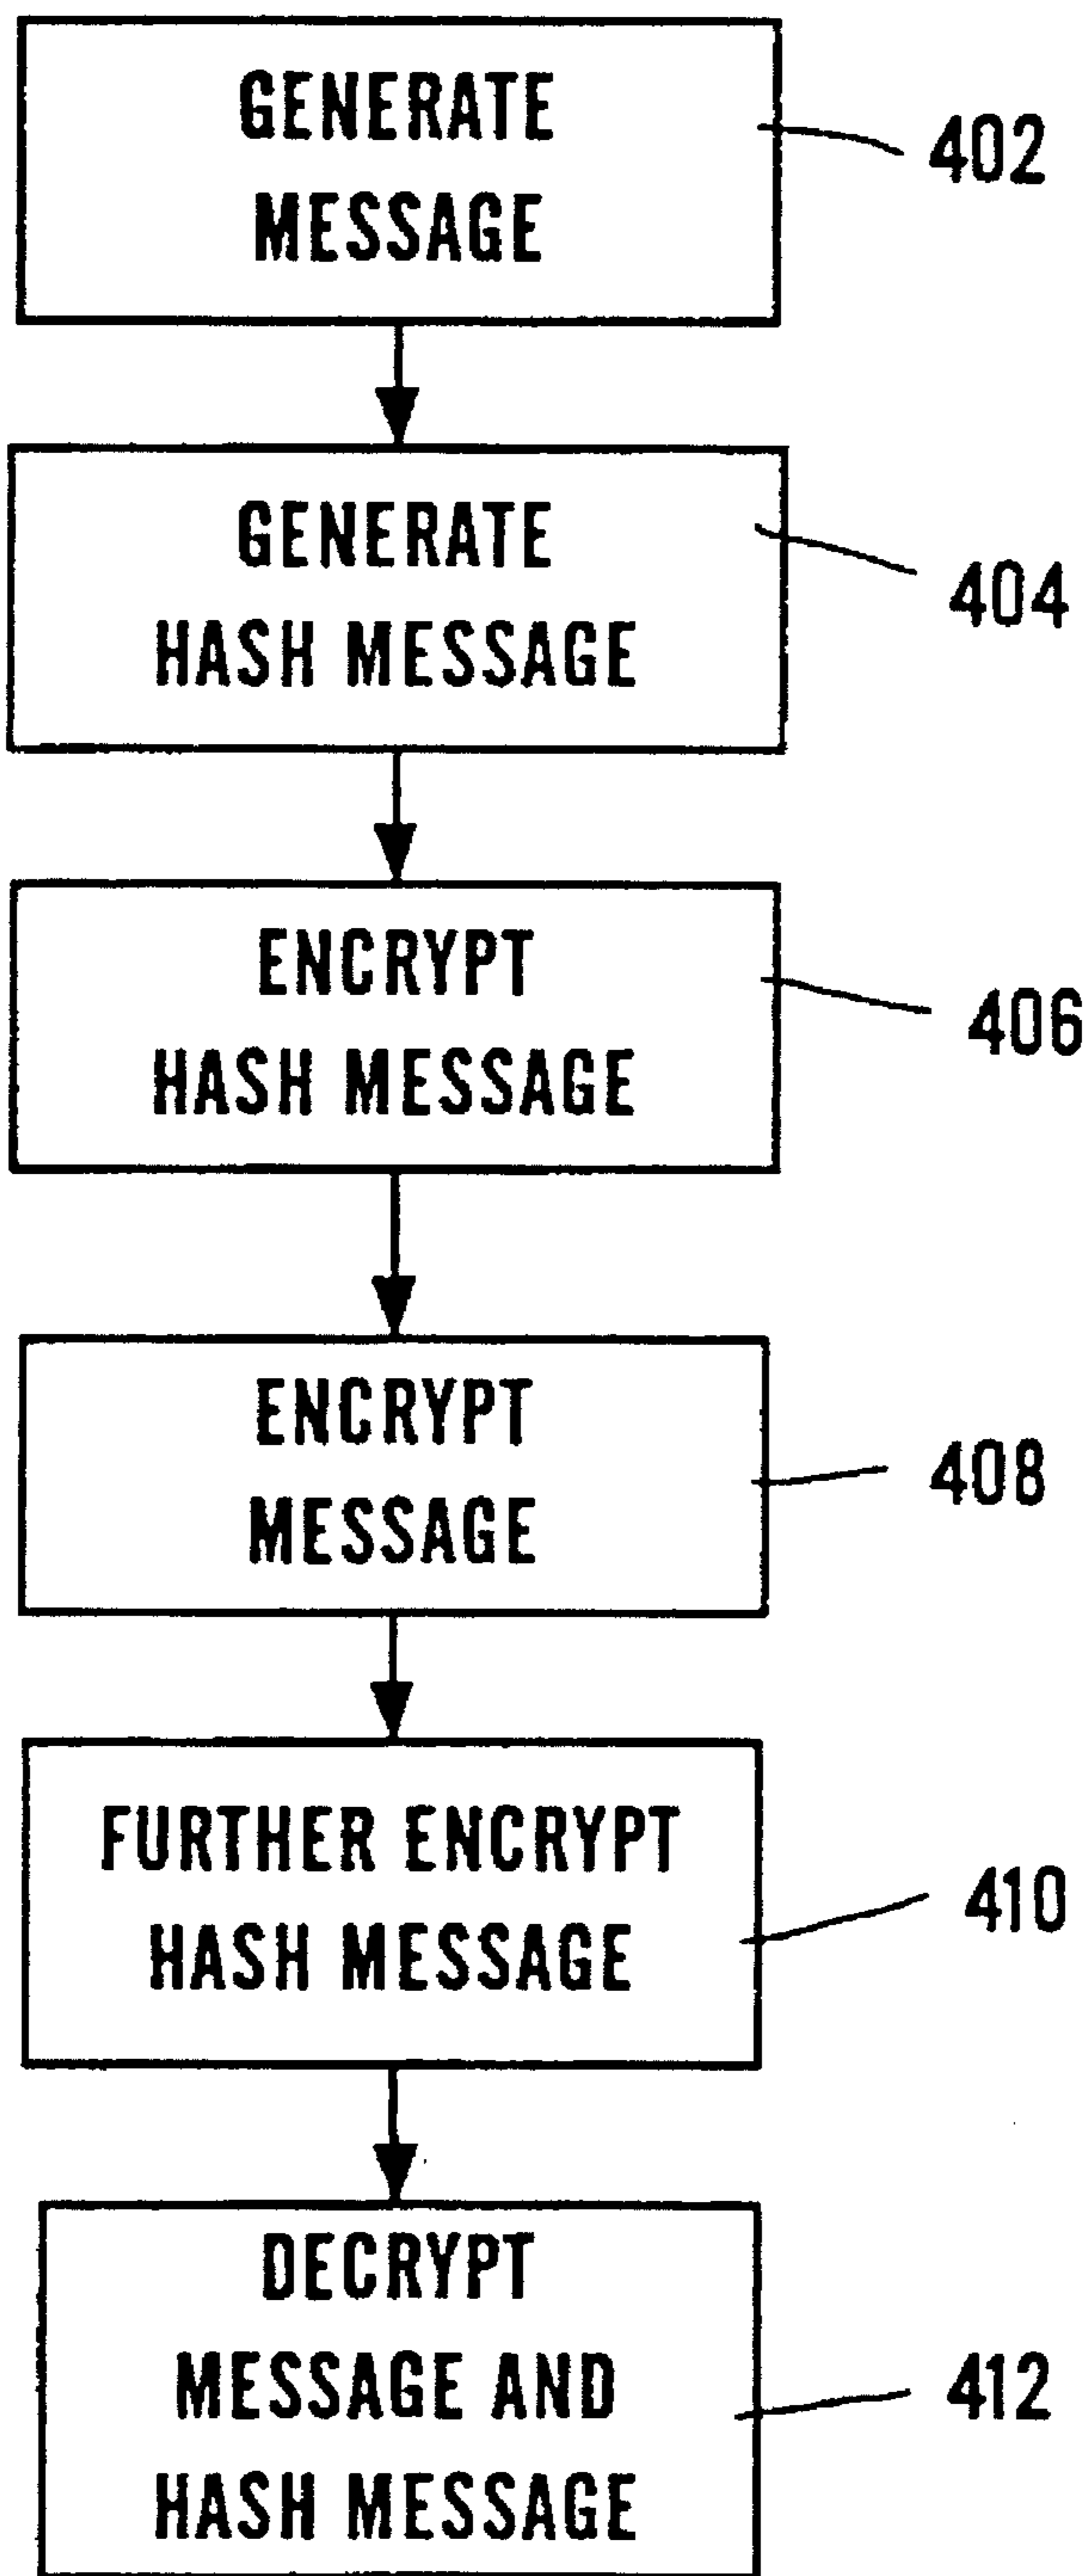 GENERATE
MESSAGE
402
GENERATE
HASH MESSAGE
404
ENCRYPT
HASH MESSAGE
406
ENCRYPT
MESSAGE
408
FURTHER ENCRYPT
HASH MESSAGE
410
DECRYPT
MESSAGE AND
HASH MESSAGE
412